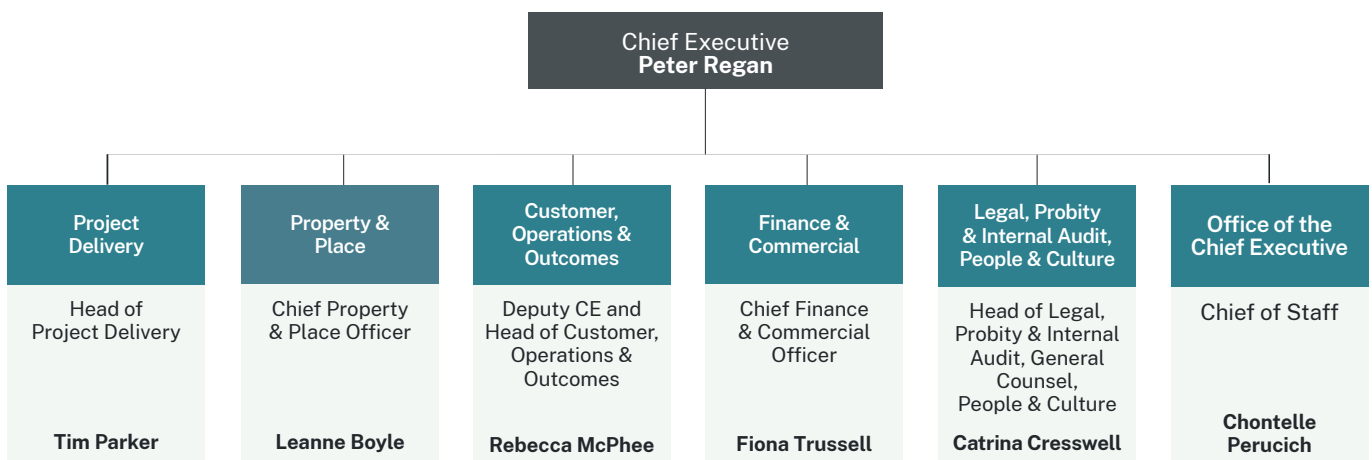 Chief Executive
Peter Regan
Project
Delivery
Head of
Project Delivery
Tim Parker
Property &
Place
Chief Property
& Place Officer
Leanne Boyle
Customer,
Operations &
Outcomes
Deputy CE and
Head of Customer,
Operations &
Outcomes
Rebecca McPhee
Finance &
Commercial
Chief Finance
& Commercial
Officer
Fiona Trussell
Legal, Probity
& Internal Audit,
People & Culture
Head of Legal,
Probity & Internal
Audit, General
Counsel,
People & Culture
Catrina Cresswell
Office of the
Chief Executive
Chief of Staff
Chontelle
Perucich